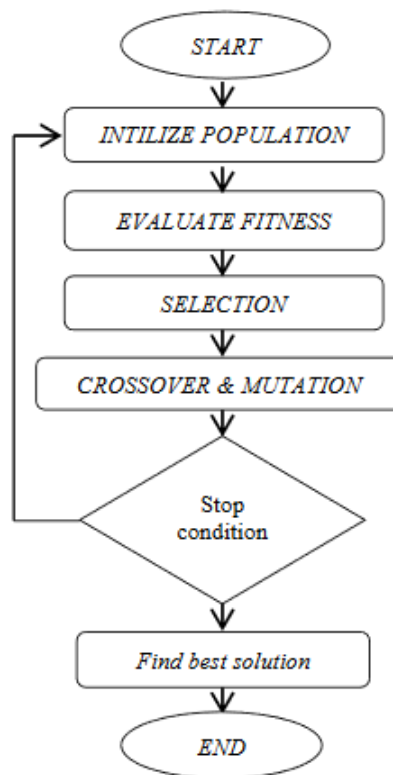 START
INTILIZE POPULATION
EVALUATE FITNESS
SELECTION
CROSSOVER & MUTATION
Stop
condition
Find best solution
END